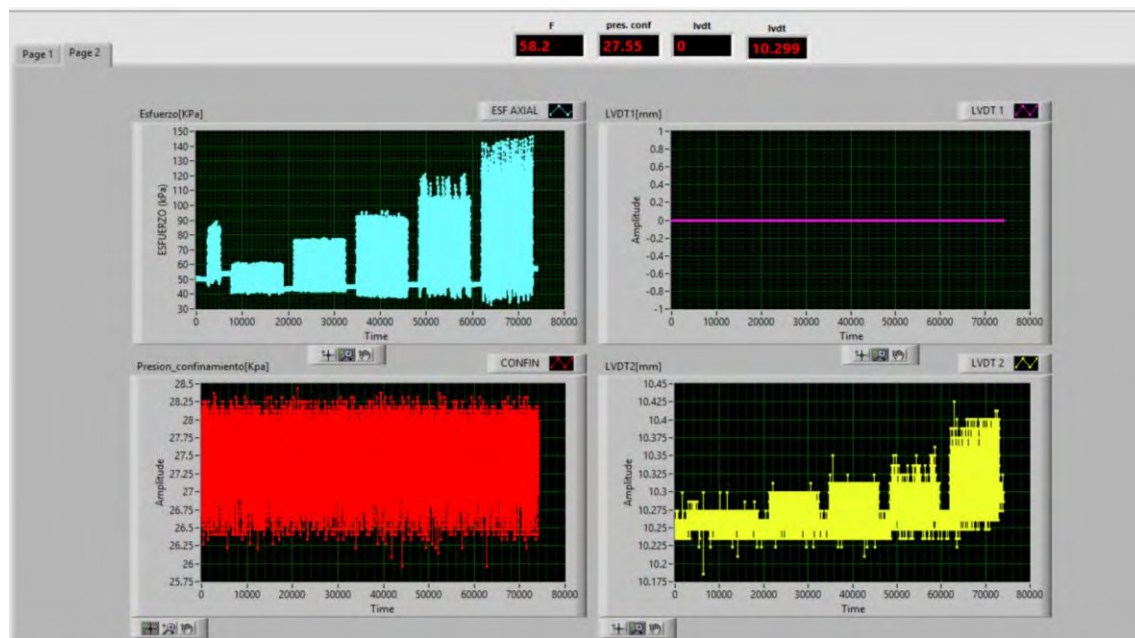 F pres. conf lvdt lvdt
58.2 27.55 0 10.299
Page 1 Page 2
Esfuerzo[KPa] ESF AXIAL
ESFUERZO (kPa)
150
140
130
120
110
100
90
80
70
60
50
40
30
0 10000 20000 30000 40000 50000 60000 70000 80000
Time
LVDT1[mm] LVDT 1
Amplitude
1
0.8
0.6
0.4
0.2
0
-0.2
-0.4
-0.6
-0.8
-1
0 10000 20000 30000 40000 50000 60000 70000 80000
Time
Presion_confinamiento[Kpa] CONFIN
Amplitude
28.5
28.25
28
27.75
27.5
27.25
27
26.75
26.5
26.25
26
25.75
0 10000 20000 30000 40000 50000 60000 70000 80000
Time
LVDT2[mm] LVDT 2
Amplitude
10.45
10.425
10.4
10.375
10.35
10.325
10.3
10.275
10.25
10.225
10.2
10.175
0 10000 20000 30000 40000 50000 60000 70000 80000
Time